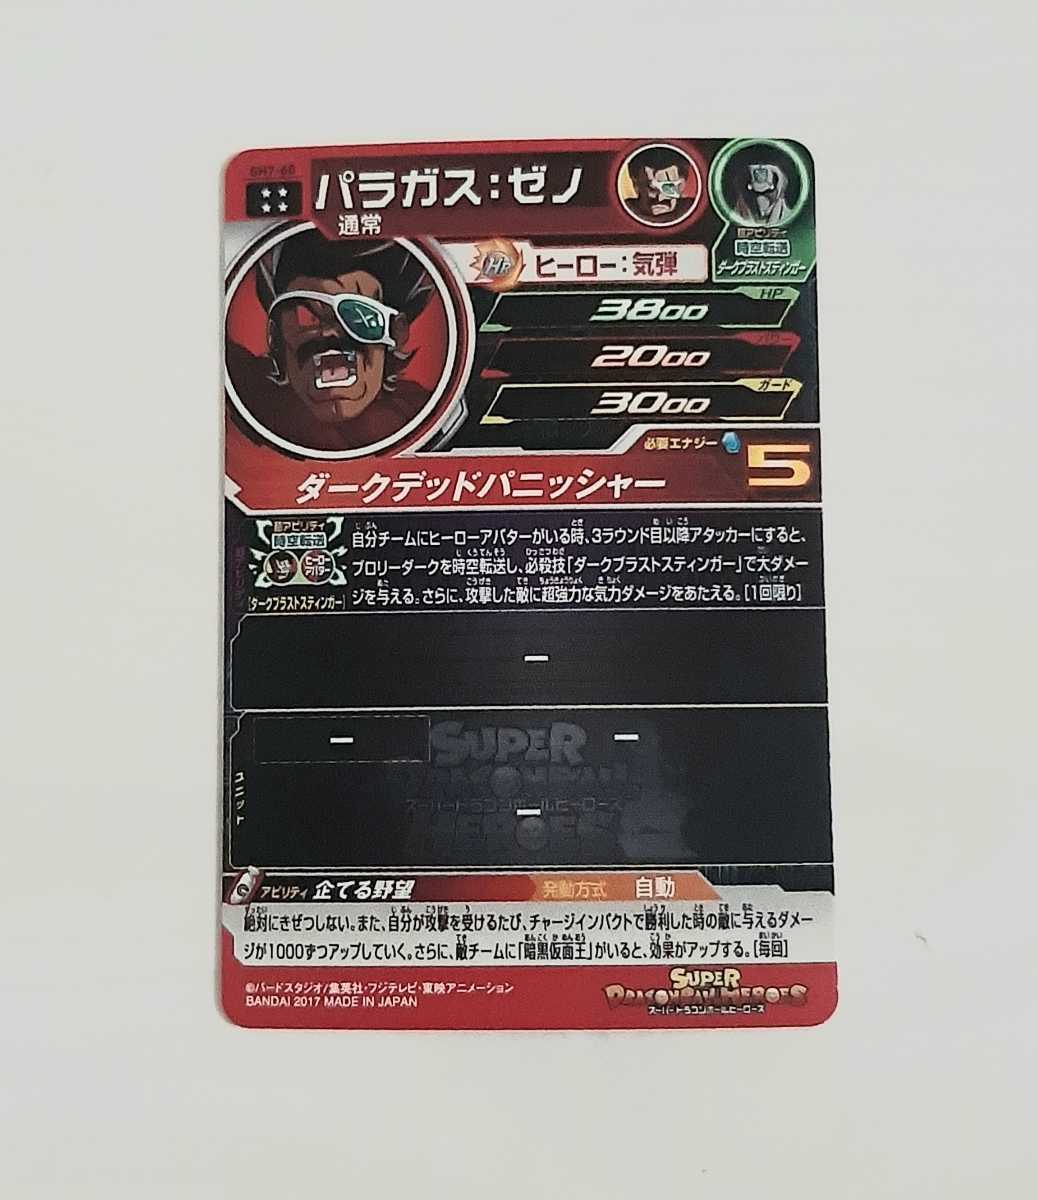 パラガス：ゼノ
通常
超アビリティ
時空転送
ダークブラストスティンガー
HR
ヒーロー：気弾
HP
3800
パワー
2000
ガード
3000
必要エナジー
5
ダークデッドパニッシャー
超アビリティ
時空転送
ヒーローアバター
[ダークブラストスティンガー]
自分チームにヒーローアバターがいる時、3ラウンド目以降アタッカーにすると、
ブロリーダークを時空転送し、必殺技「ダークブラストスティンガー」で大ダメー
ジを与える。さらに、攻撃した敵に超強力な気力ダメージをあたえる。[1回限り]
ー
ー
ー
ー
ユニット
SUPER
DRAGONBALL
スーパードラゴンボールヒーローズ
HEROES
アビリティ 企てる野望
発動方式 自動
絶対にきぜつしない。また、自分が攻撃を受けるたび、チャージインパクトで勝利した時の敵に与えるダメー
ジが1000ずつアップしていく。さらに、敵チームに「暗黒仮面王」がいると、効果がアップする。[毎回]
©バードスタジオ/集英社・フジテレビ・東映アニメーション
BANDAI 2017 MADE IN JAPAN
SUPER
DRAGONBALL HEROES
スーパードラゴンボールヒーローズ